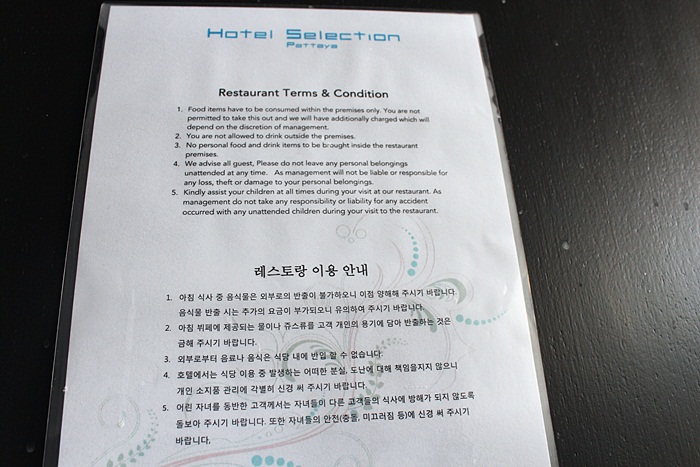 Hotel Selection
Pattaya
Restaurant Terms & Condition
1. Food items have to be consumed within the premises only. You are not
permitted to take this out and we will have additionally charged which will
depend on the discretion of management.
2. You are not allowed to drink outside the premises.
3. No personal food and drink items to be brought inside the restaurant
premises.
4. We advise all guest, Please do not leave any personal belongings
unattended at any time. As management will not be liable or responsible for
any loss, theft or damage to your personal belongings.
5. Kindly assist your children at all times during your visit at our restaurant. As
management do not take any responsibility or liability for any accident
occurred with any unattended children during your visit to the restaurant.
레스토랑 이용 안내
1. 아침 식사 중 음식물은 외부로의 반출이 불가하오니 이점 양해해 주시기 바랍니다.
음식물 반출 시는 추가의 요금이 부가되오니 유의하여 주시기 바랍니다.
2. 아침 뷔페에 제공되는 물이나 쥬스류를 고객 개인의 용기에 담아 반출하는 것은
금해 주시기 바랍니다.
3. 외부로부터 음료나 음식은 식당 내에 반입 할 수 없습니다.
4. 호텔에서는 식당 이용 중 발생하는 어떠한 분실, 도난에 대해 책임을지지 않으니
개인 소지품 관리에 각별히 신경 써 주시기 바랍니다.
5. 어린 자녀를 동반한 고객께서는 자녀들이 다른 고객들의 식사에 방해가 되지 않도록
돌보아 주시기 바랍니다. 또한 자녀들의 안전(충돌, 미끄러짐 등)에 신경 써 주시기
바랍니다.